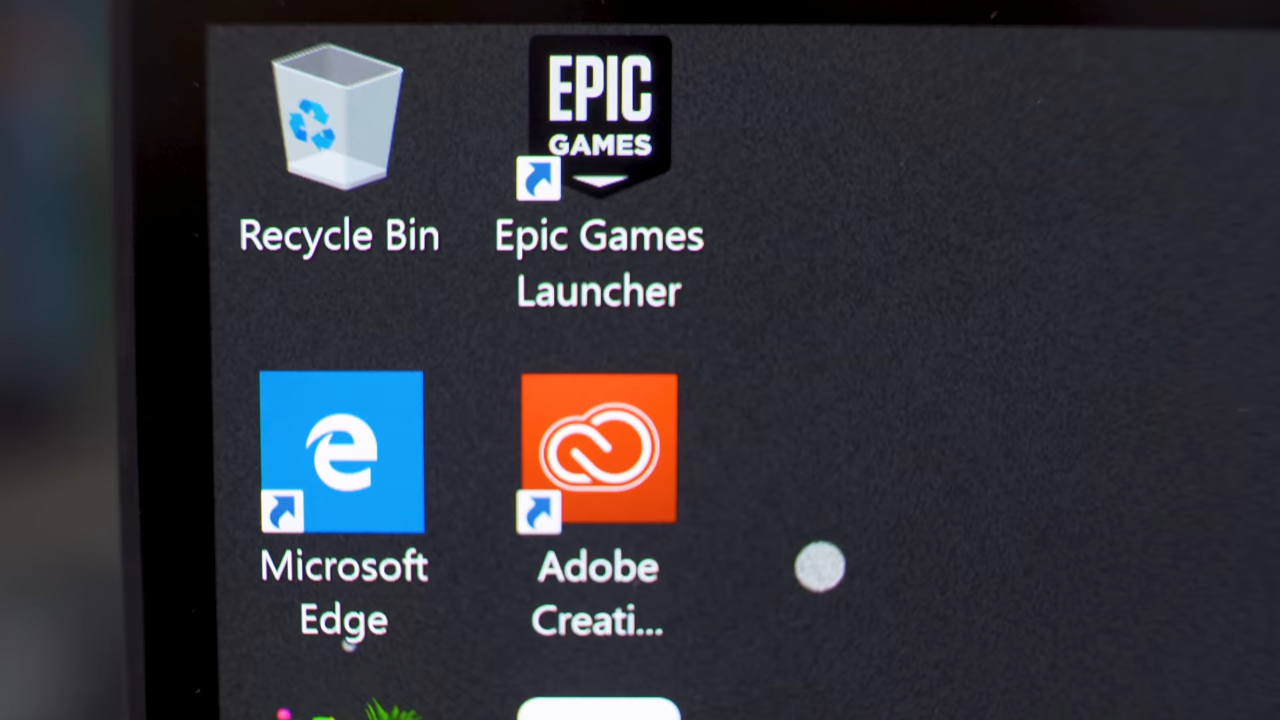 EPIC
GAMES
Recycle Bin
Epic Games
Launcher
e
Microsoft
Edge
Adobe
Creati...